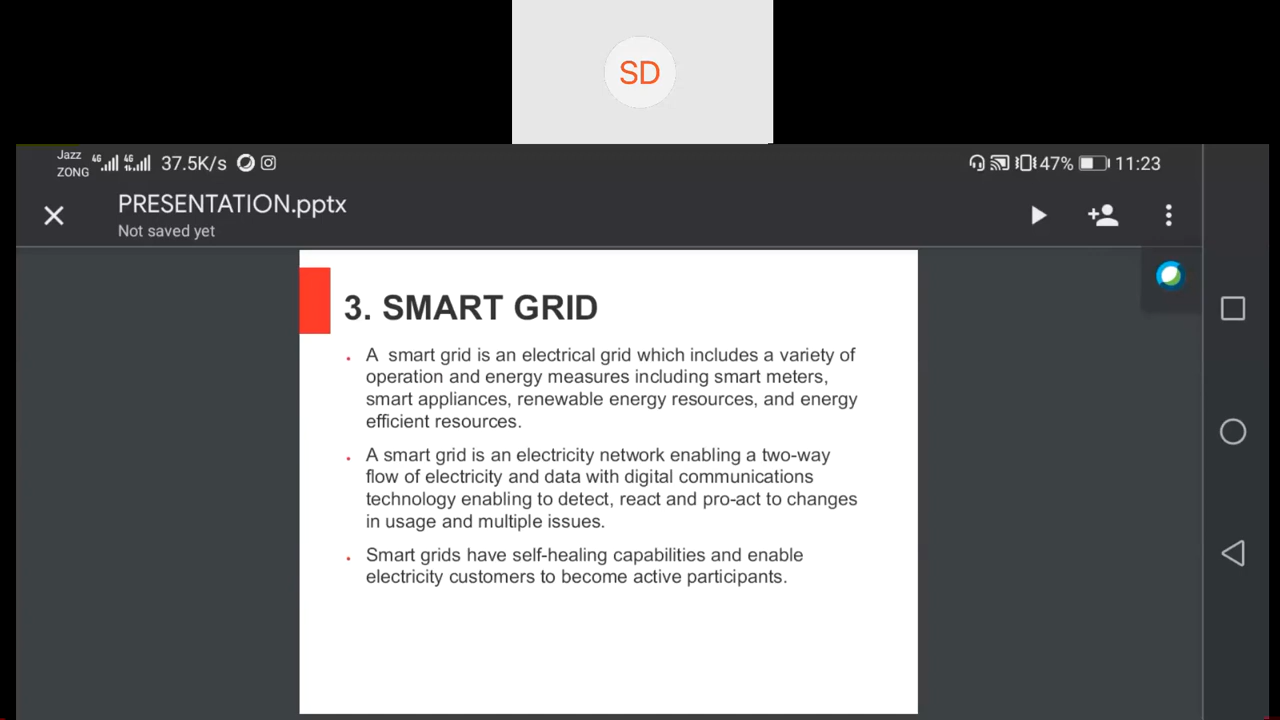 SD
Jazz
ZONG
4G 4G 37.5K/s
47% 11:23
PRESENTATION.pptx
Not saved yet
3. SMART GRID
A smart grid is an electrical grid which includes a variety of
operation and energy measures including smart meters,
smart appliances, renewable energy resources, and energy
efficient resources.
A smart grid is an electricity network enabling a two-way
flow of electricity and data with digital communications
technology enabling to detect, react and pro-act to changes
in usage and multiple issues.
Smart grids have self-healing capabilities and enable
electricity customers to become active participants.